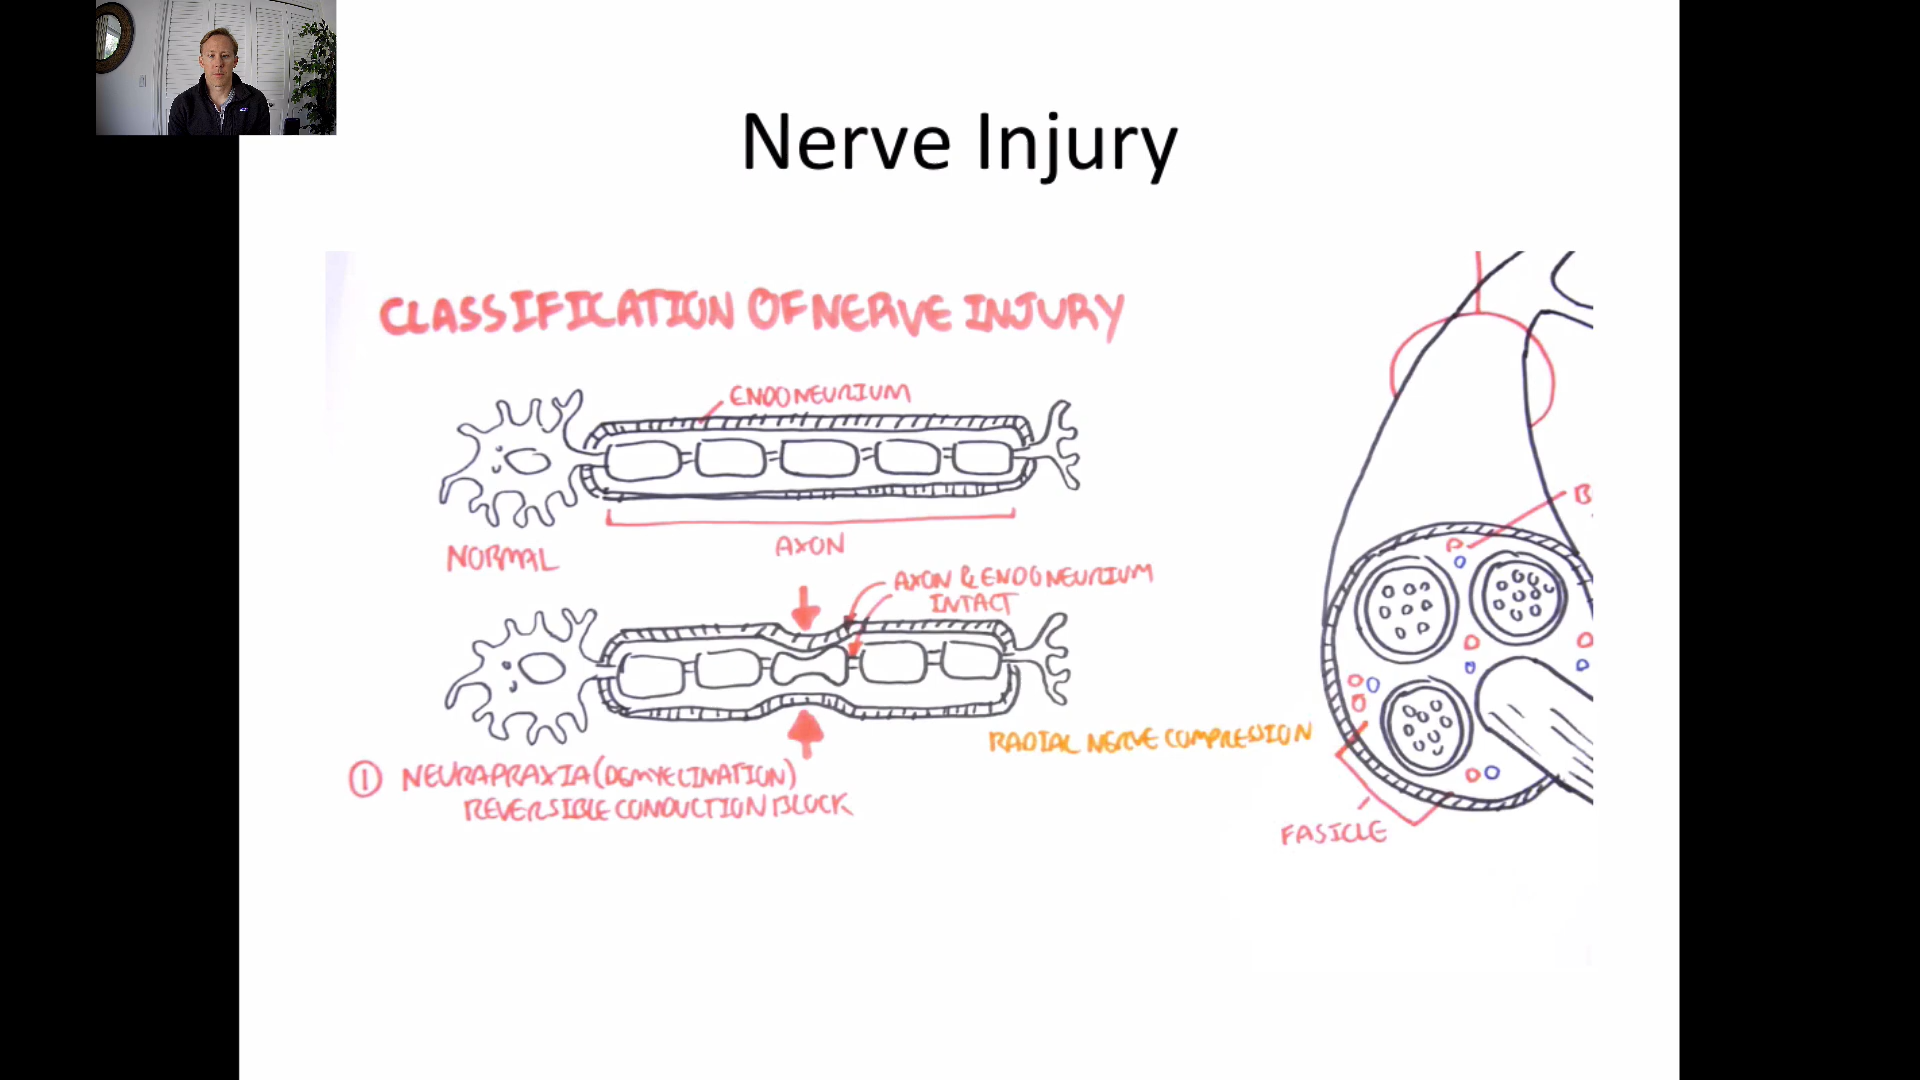 Nerve Injury
CLASSIFICATION OF NERVE INJURY
ENDONEURIUM
AXON
NORMAL
AXON & ENDONEURIUM
INTACT
B
RADIAL NERVE COMPRESSION
① NEURAPRAXIA (DEMYELINATION)
REVERSIBLE CONDUCTION BLOCK
FASICLE